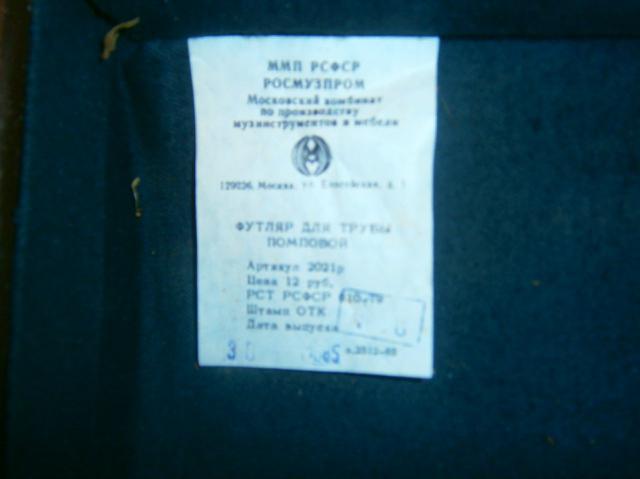 ММП РСФСР
РОСМУЗПРОМ
Московский комбинат
по производству
музинструментов и мебели
Москва, ул.
ФУТЛЯР ДЛЯ ТРУБЫ
ПОМПОВОЙ
Артикул 2021р
Цена 12 руб.
РСТ РСФСР
Штамп ОТК
Дата выпуска